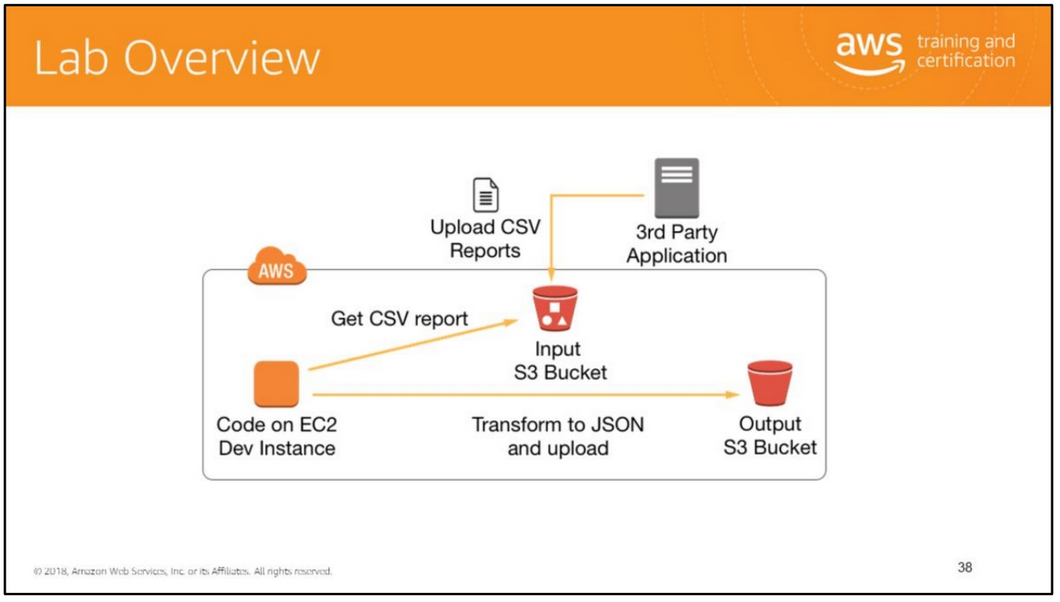 Lab Overview
aws training and
certification
Upload CSV
Reports
3rd Party
Application
AWS
Get CSV report
Input
S3 Bucket
Code on EC2
Dev Instance
Transform to JSON
and upload
Output
S3 Bucket
© 2018, Amazon Web Services, Inc. or its Affiliates. All rights reserved.
38